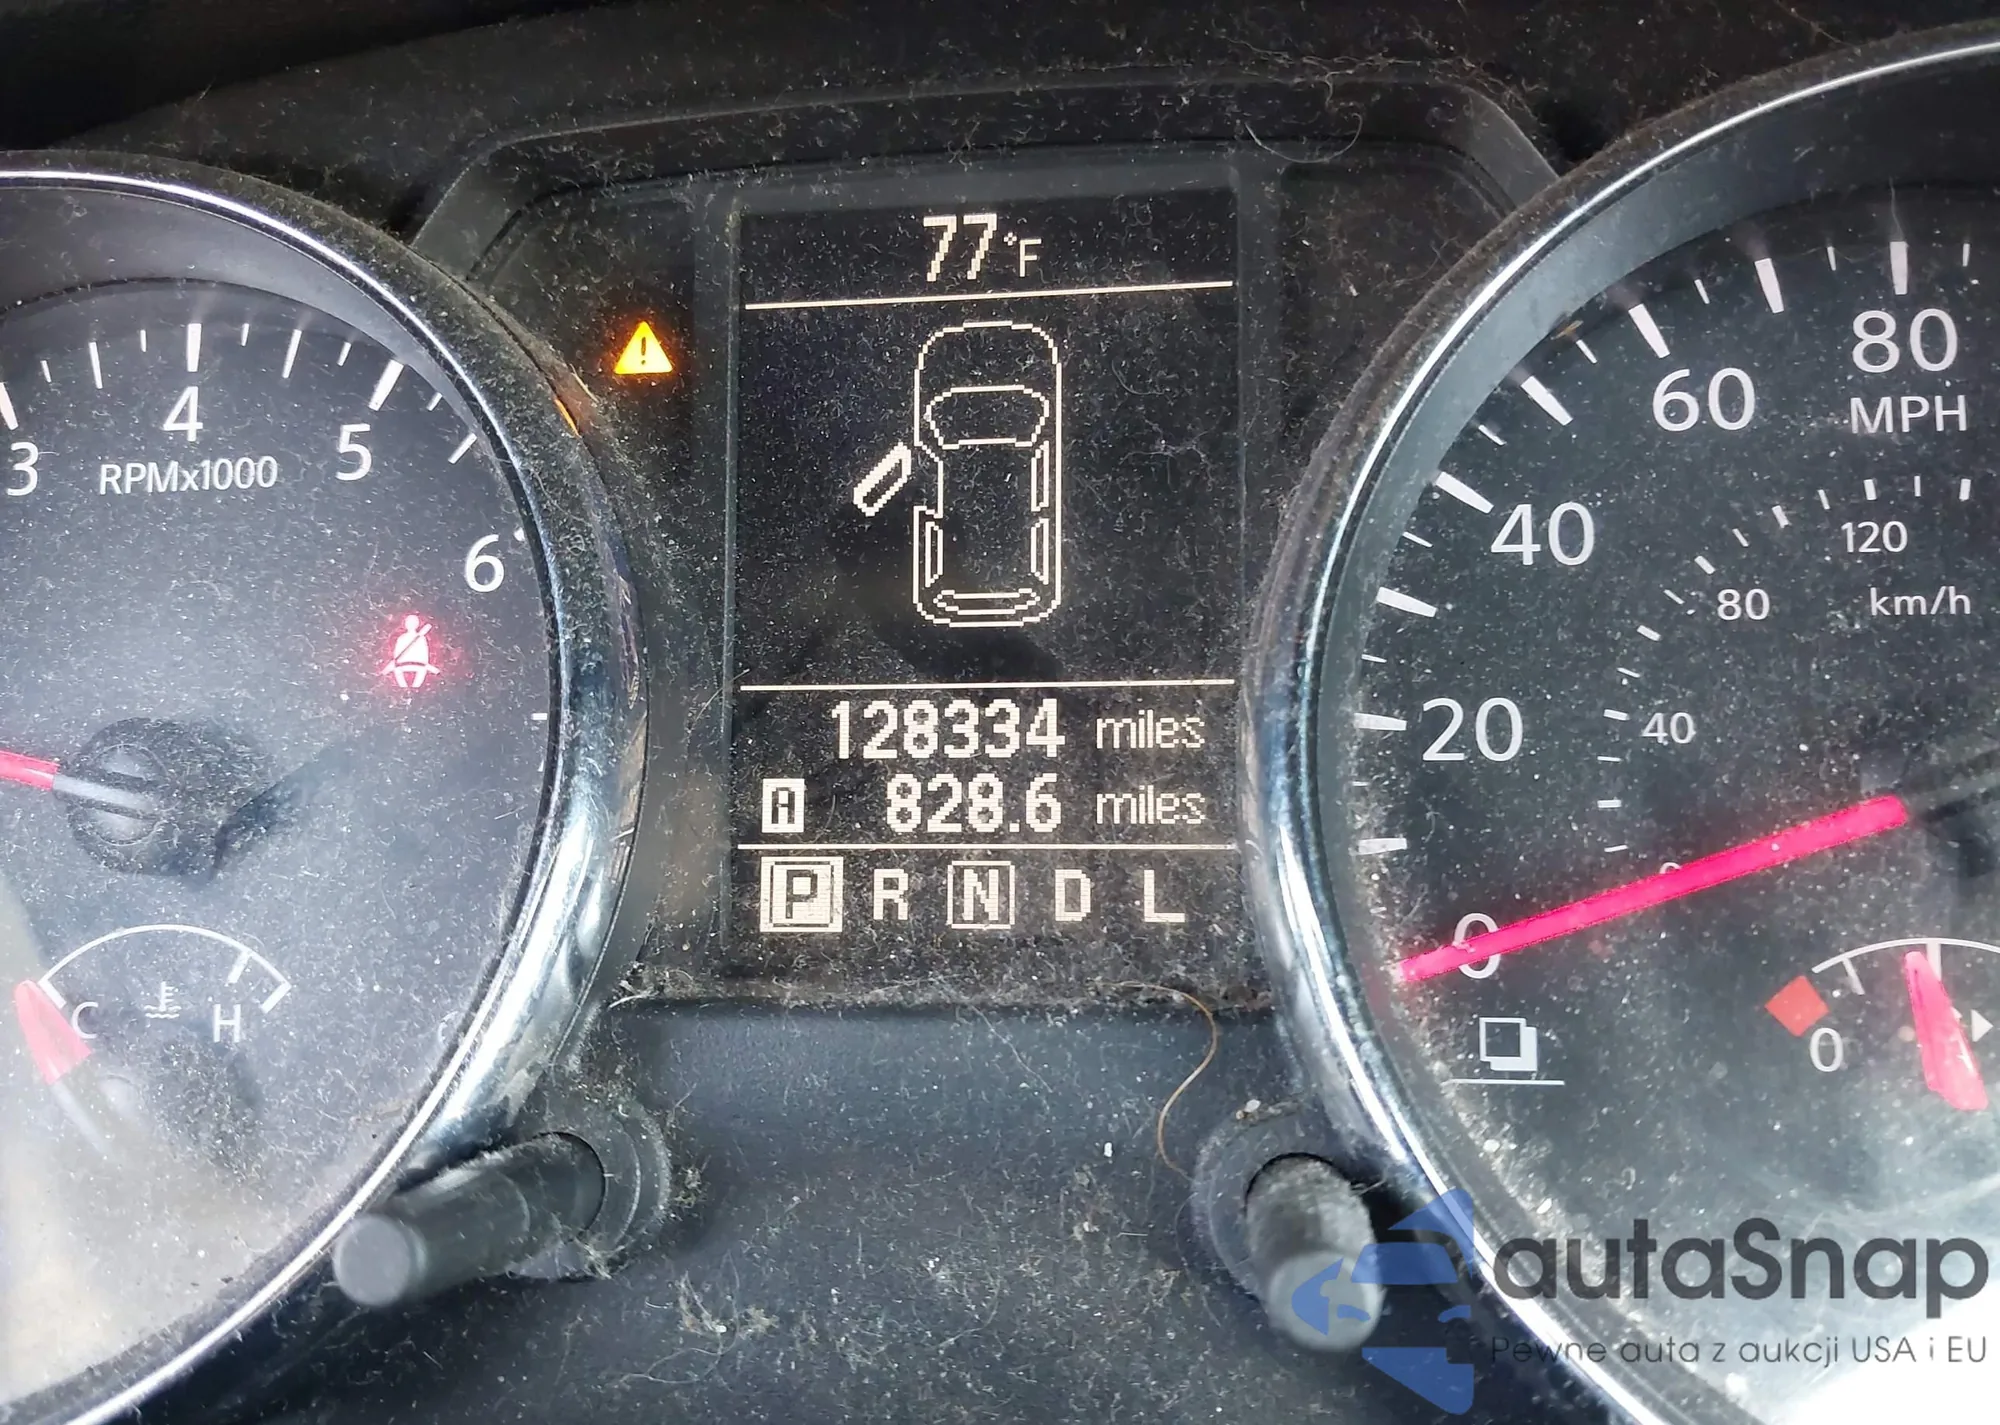 77°F
3
4
5
6
RPMx1000
C
H
128334 miles
A 828.6 miles
P R N D L
0
20
40
60
80
MPH
40
80
120
km/h
0
autaSnap
Pewne auta z aukcji USA i EU